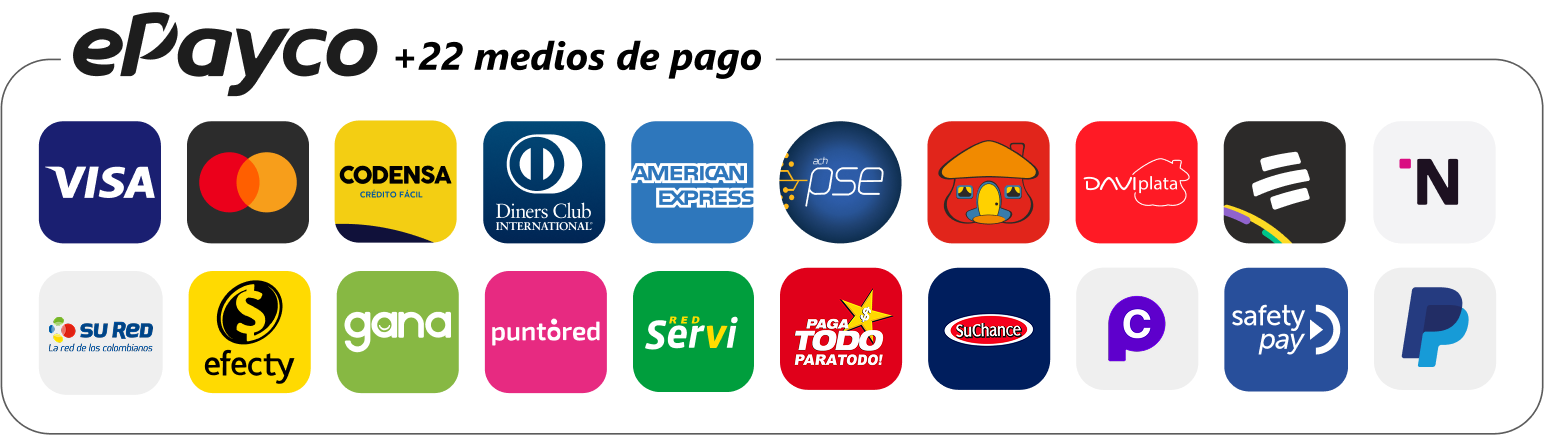 ePayco +22 medios de pago
VISA
CODENSA
CRÉDITO FÁCIL
Diners Club
INTERNATIONAL®
AMERICAN
EXPRESS
ach
pse
DAVIplata
N
su Red
La red de los colombianos
$
efecty
gana
puntored
RED
Servi
$
PAGA
TODO
PARATODO!
SuChance
C
safety
pay
P